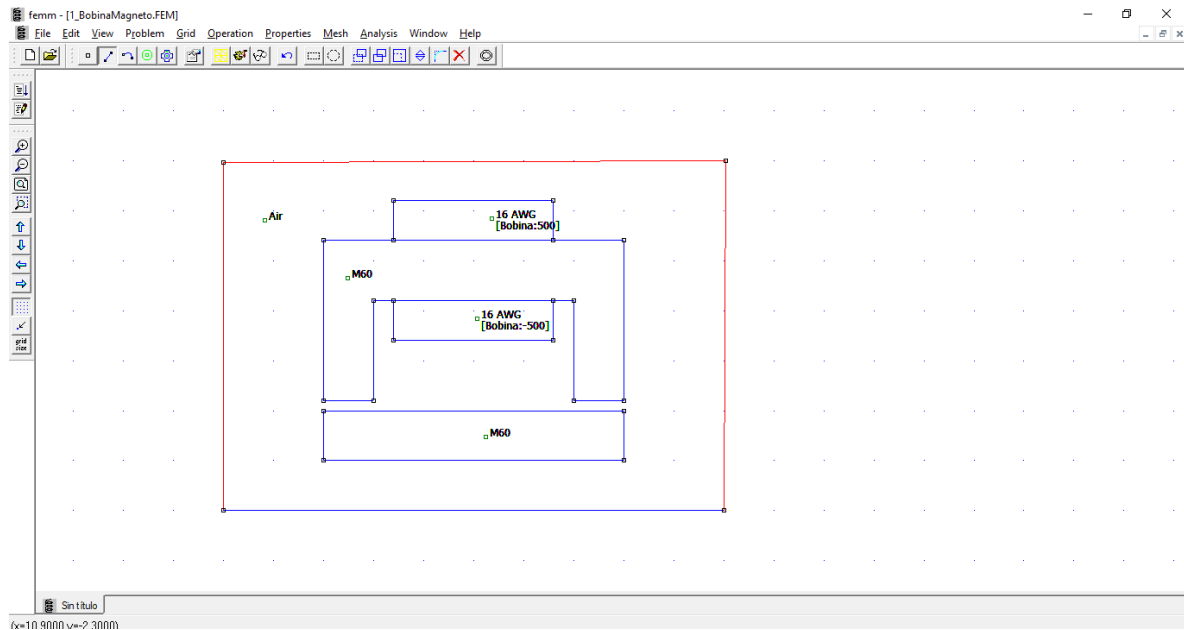 femm - [1_BobinaMagneto.FEM]
File Edit View Problem Grid Operation Properties Mesh Analysis Window Help
Air
16 AWG
[Bobina:500]
M60
16 AWG
[Bobina:-500]
M60
grid
size
Sin título
(x=10.9000,y=-2.3000)